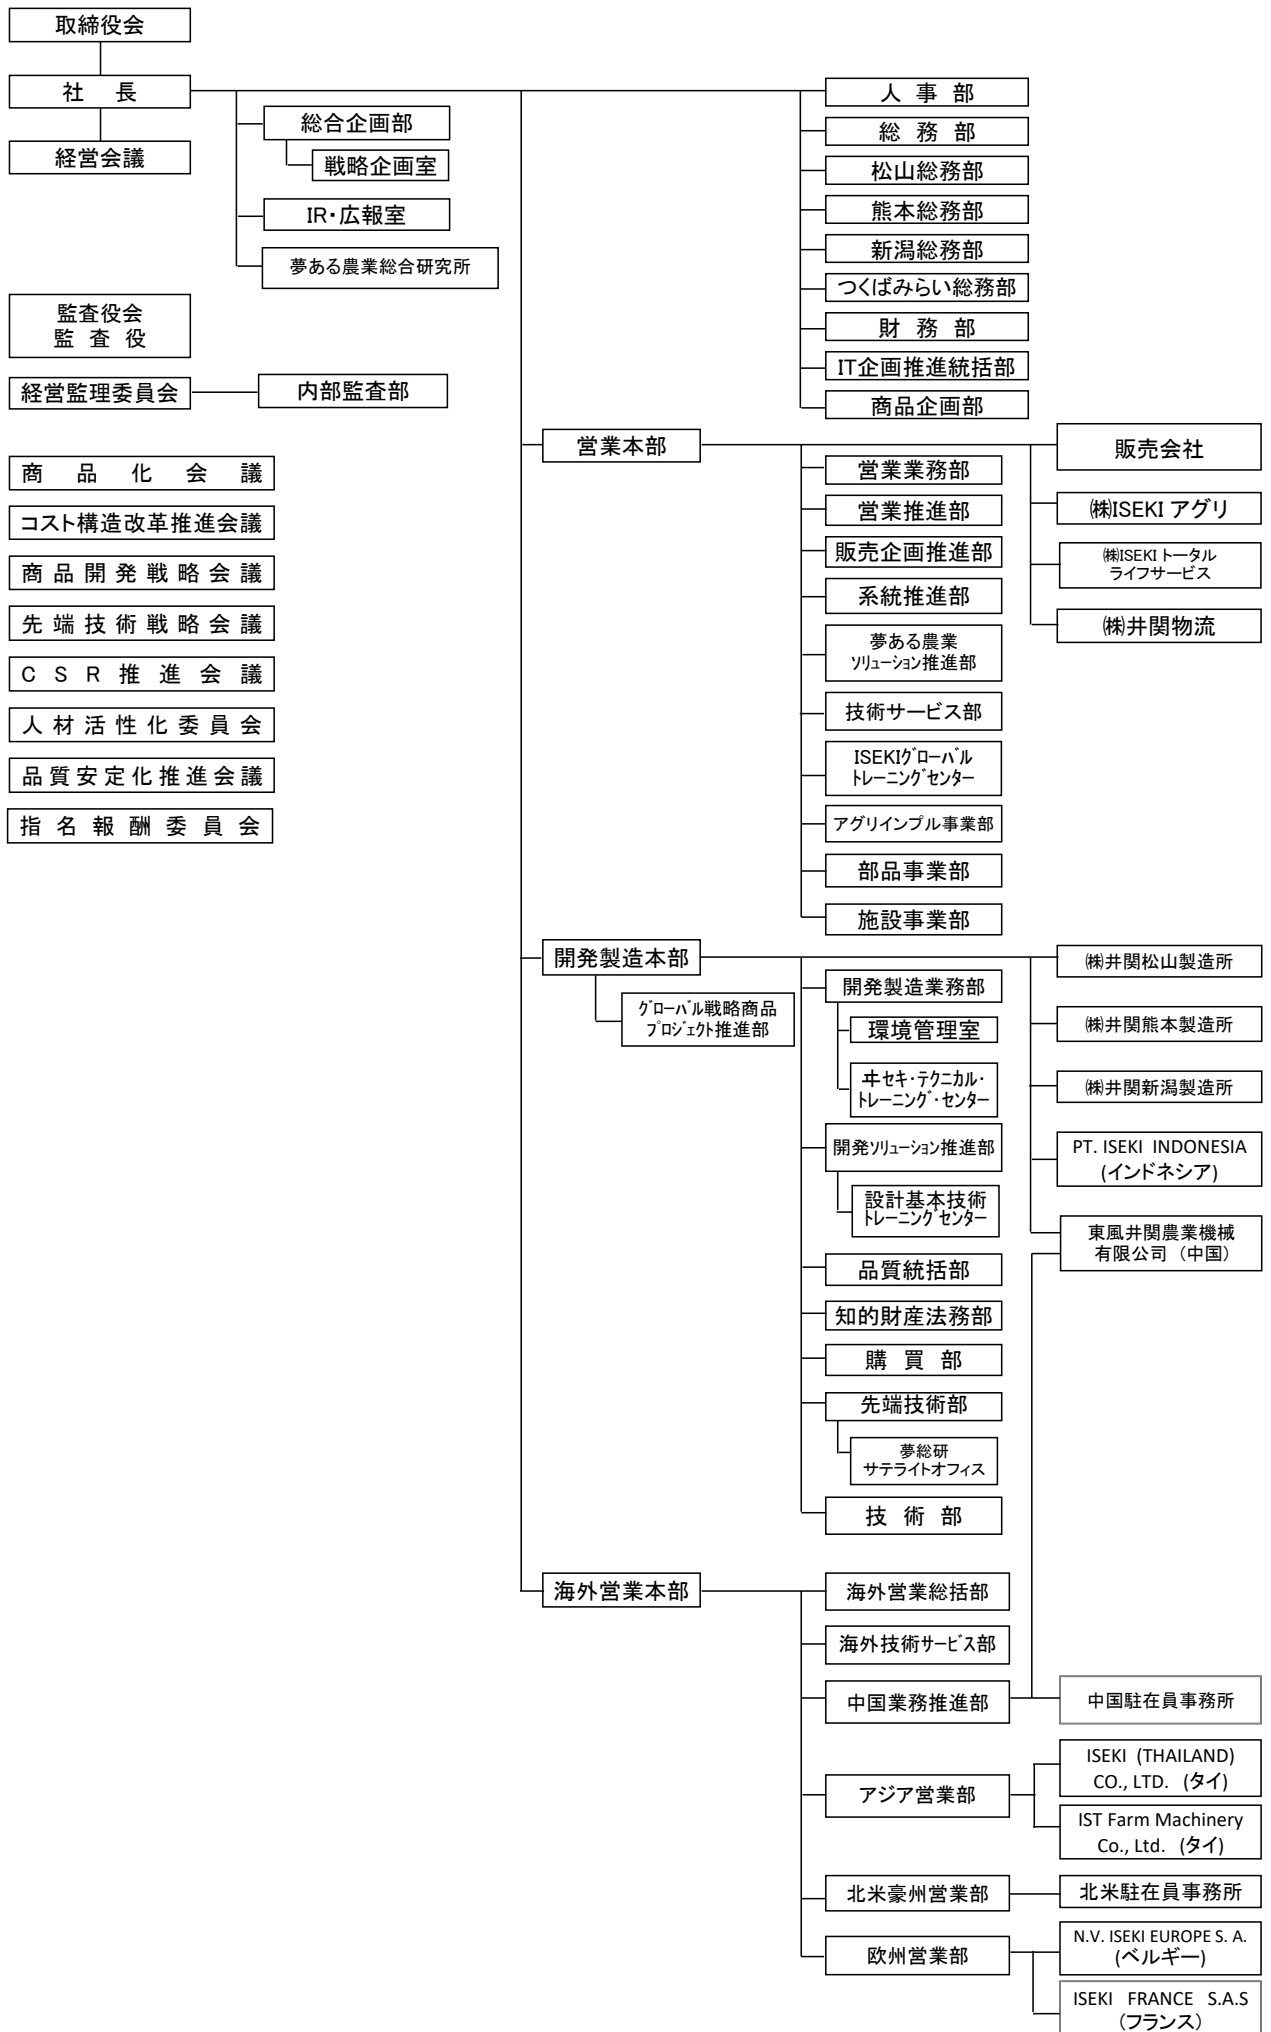 取締役会
社　長
経営会議
総合企画部
戦略企画室
IR・広報室
夢ある農業総合研究所
監査役会
監　査　役
経営監理委員会
内部監査部
商　品　化　会　議
コスト構造改革推進会議
商品開発戦略会議
先端技術戦略会議
ＣＳＲ推進会議
人材活性化委員会
品質安定化推進会議
指名報酬委員会
人　事　部
総　務　部
松山総務部
熊本総務部
新潟総務部
つくばみらい総務部
財　務　部
IT企画推進統括部
商品企画部
営業本部
営業業務部
営業推進部
販売企画推進部
系統推進部
夢ある農業
ソリューション推進部
技術サービス部
ISEKIグローバル
トレーニングセンター
アグリインプル事業部
部品事業部
施設事業部
販売会社
㈱ISEKI アグリ
㈱ISEKI トータル
ライフサービス
㈱井関物流
開発製造本部
グローバル戦略商品
プロジェクト推進部
開発製造業務部
環境管理室
ヰセキ・テクニカル・
トレーニング・センター
開発ソリューション推進部
設計基本技術
トレーニングセンター
品質統括部
知的財産法務部
購　買　部
先端技術部
夢総研
サテライトオフィス
技　術　部
㈱井関松山製造所
㈱井関熊本製造所
㈱井関新潟製造所
PT. ISEKI INDONESIA
(インドネシア)
東風井関農業機械
有限公司（中国）
海外営業本部
海外営業総括部
海外技術サービス部
中国業務推進部
中国駐在員事務所
アジア営業部
ISEKI (THAILAND)
CO., LTD. (タイ)
IST Farm Machinery
Co., Ltd. (タイ)
北米豪州営業部
北米駐在員事務所
欧州営業部
N.V. ISEKI EUROPE S. A.
(ベルギー)
ISEKI FRANCE S.A.S
（フランス）